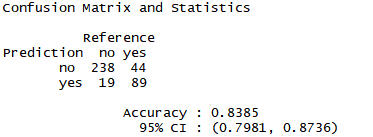 Confusion Matrix and Statistics
Reference
Prediction no yes
no 238 44
yes 19 89
Accuracy : 0.8385
95% CI : (0.7981, 0.8736)